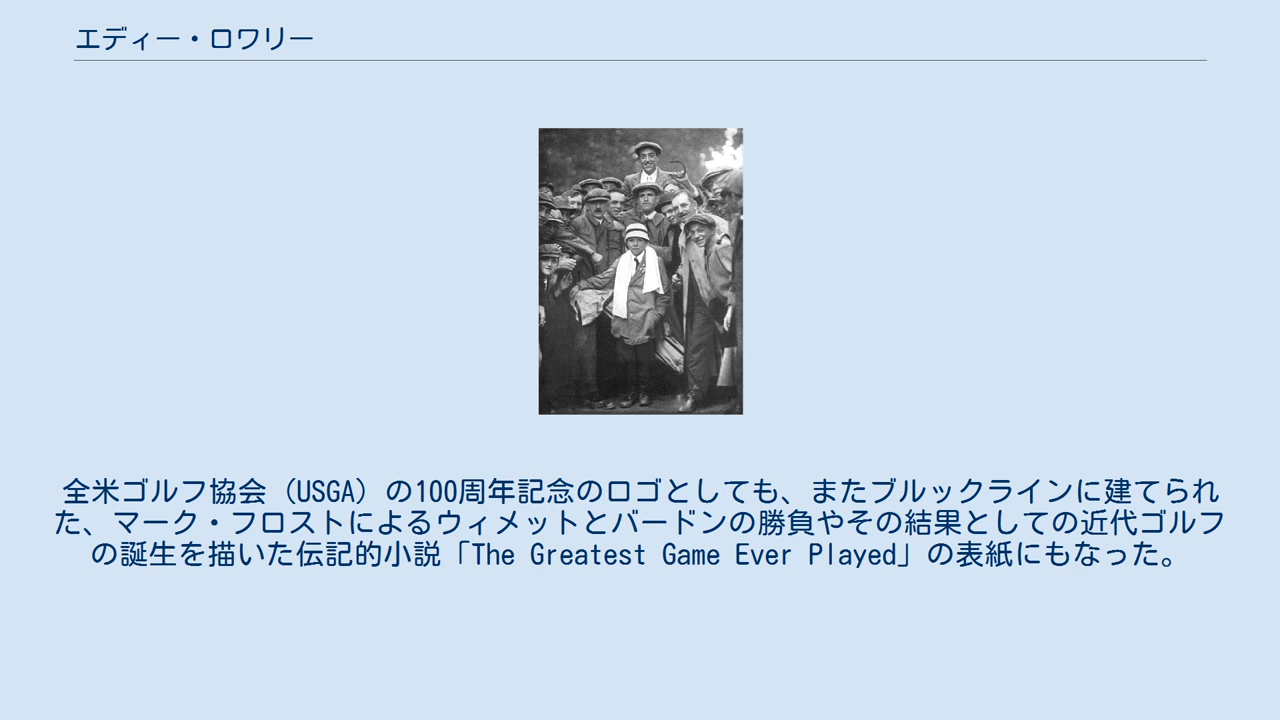 エディー・ロワリー
全米ゴルフ協会（USGA）の100周年記念のロゴとしても、またブルックラインに建てられ
た、マーク・フロストによるウィメットとバードンの勝負やその結果としての近代ゴルフ
の誕生を描いた伝記的小説「The Greatest Game Ever Played」の表紙にもなった。